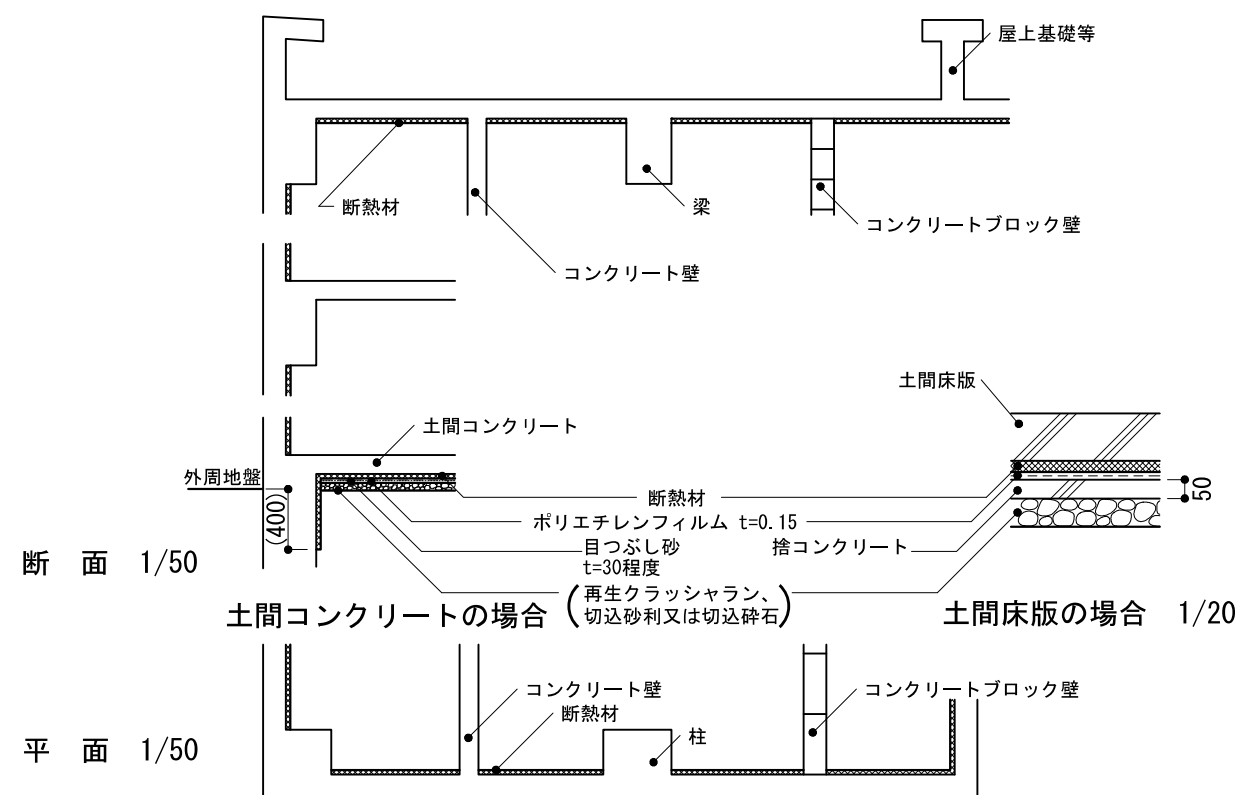 屋上基礎等
断熱材
梁
コンクリートブロック壁
コンクリート壁
土間床版
土間コンクリート
外周地盤
(400)
断熱材
50
ポリエチレンフィルム t=0.15
目つぶし砂
t=30程度
捨コンクリート
断 面 1/50
再生クラッシャラン、
切込砂利又は切込砕石
土間コンクリートの場合
土間床版の場合 1/20
コンクリート壁
断熱材
コンクリートブロック壁
柱
平 面 1/50